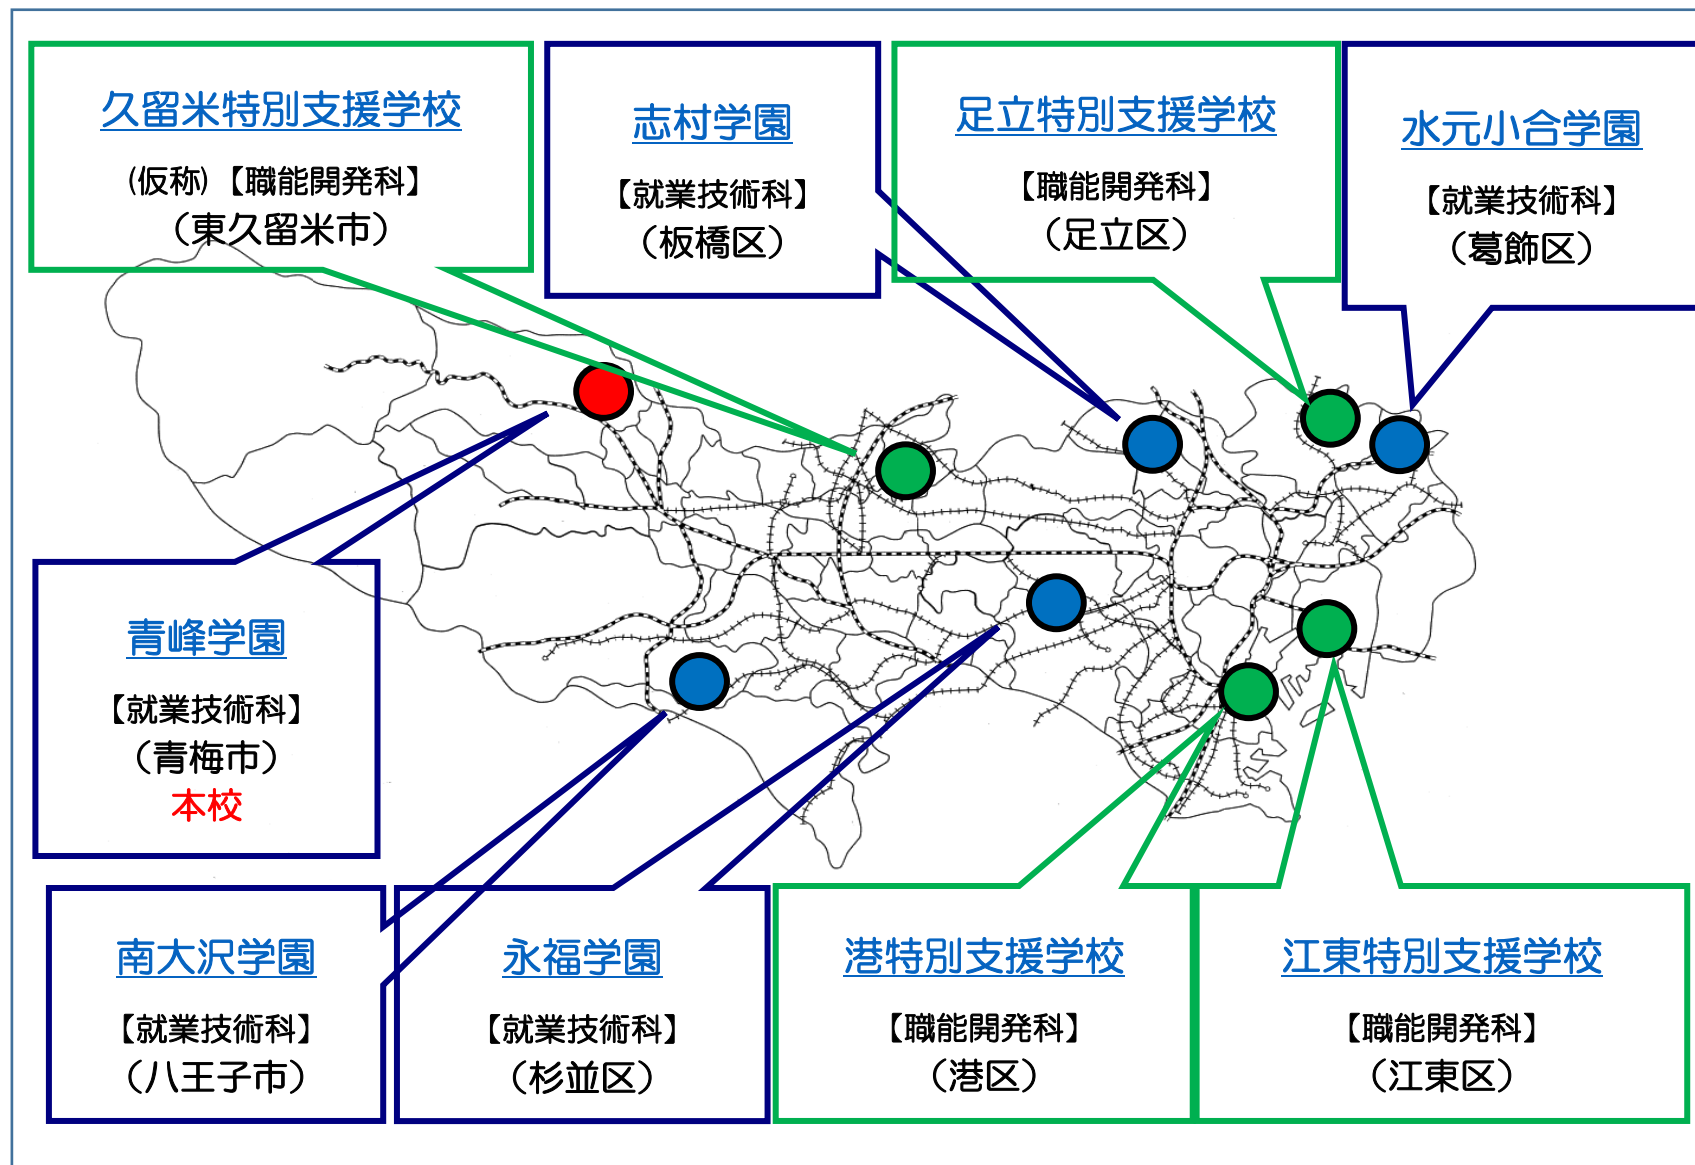 久留米特別支援学校
(仮称)【職能開発科】
（東久留米市）
志村学園
【就業技術科】
（板橋区）
足立特別支援学校
【職能開発科】
（足立区）
水元小合学園
【就業技術科】
（葛飾区）
青峰学園
【就業技術科】
（青梅市）
本校
南大沢学園
【就業技術科】
（八王子市）
永福学園
【就業技術科】
（杉並区）
港特別支援学校
【職能開発科】
（港区）
江東特別支援学校
【職能開発科】
（江東区）